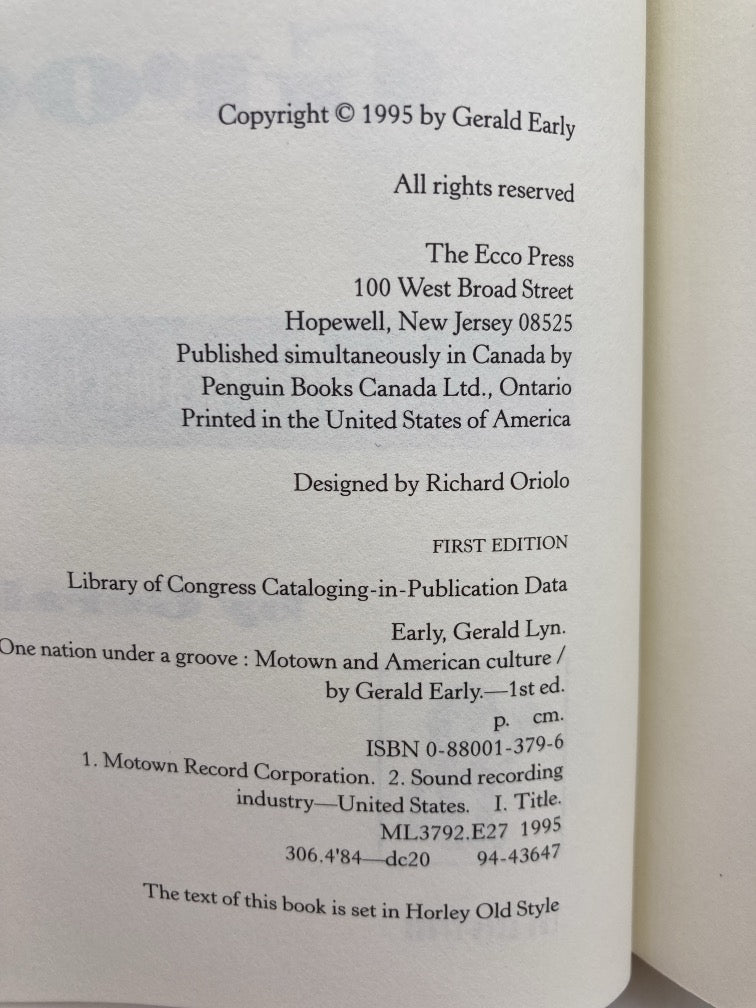 Copyright © 1995 by Gerald Early
All rights reserved
The Ecco Press
100 West Broad Street
Hopewell, New Jersey 08525
Published simultaneously in Canada by
Penguin Books Canada Ltd., Ontario
Printed in the United States of America
Designed by Richard Oriolo
FIRST EDITION
Library of Congress Cataloging-in-Publication Data
Early, Gerald Lyn.
One nation under a groove : Motown and American culture /
by Gerald Early.—1st ed.
p. cm.
ISBN 0-88001-379-6
1. Motown Record Corporation. 2. Sound recording
industry—United States. I. Title.
ML3792.E27 1995
306.4'84—dc20 94-43647
The text of this book is set in Horley Old Style